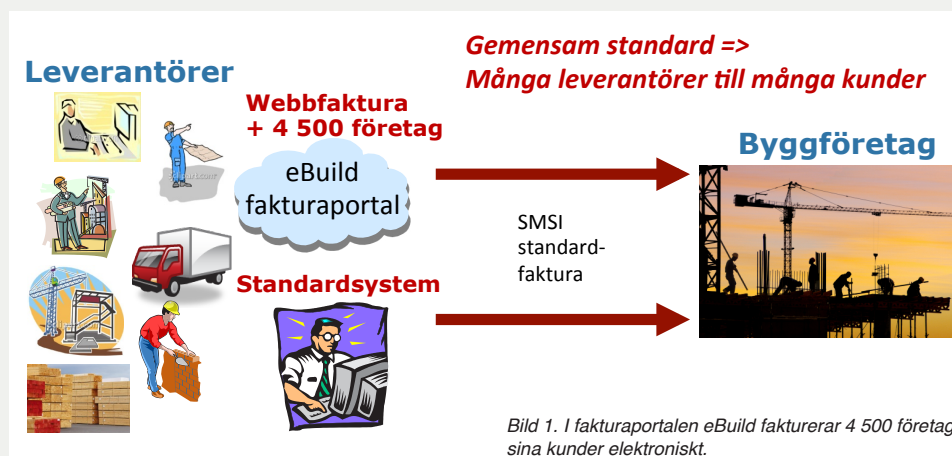 Gemensam standard =>
Många leverantörer till många kunder
Leverantörer
Webbfaktura
+ 4 500 företag
eBuild
fakturaportal
Byggföretag
SMSI
standard-
faktura
Standardsystem
Bild 1. I fakturaportalen eBuild fakturerar 4 500 företag
sina kunder elektroniskt.